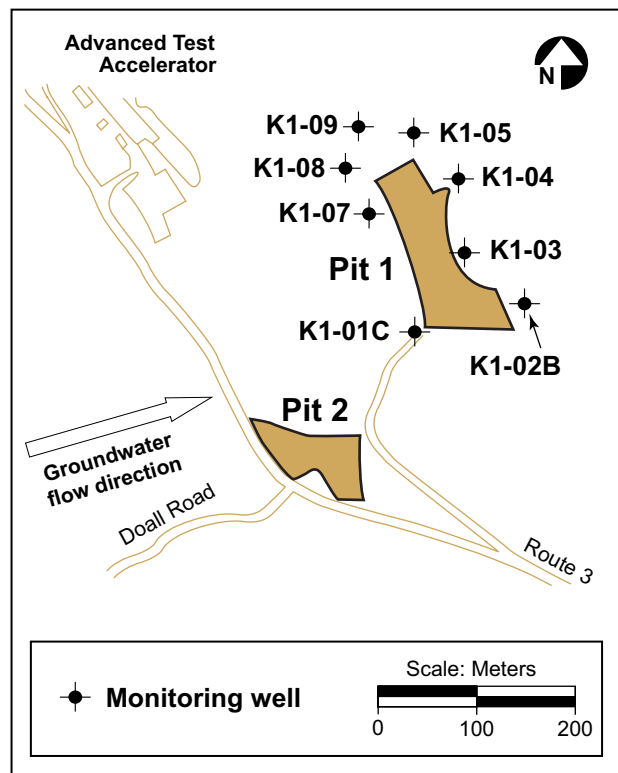 Advanced Test
Accelerator
N
K1-09
K1-05
K1-08
K1-04
K1-07
K1-03
Pit 1
K1-01C
K1-02B
Pit 2
Groundwater
flow direction
Doall Road
Route 3
Monitoring well
Scale: Meters
0 100 200